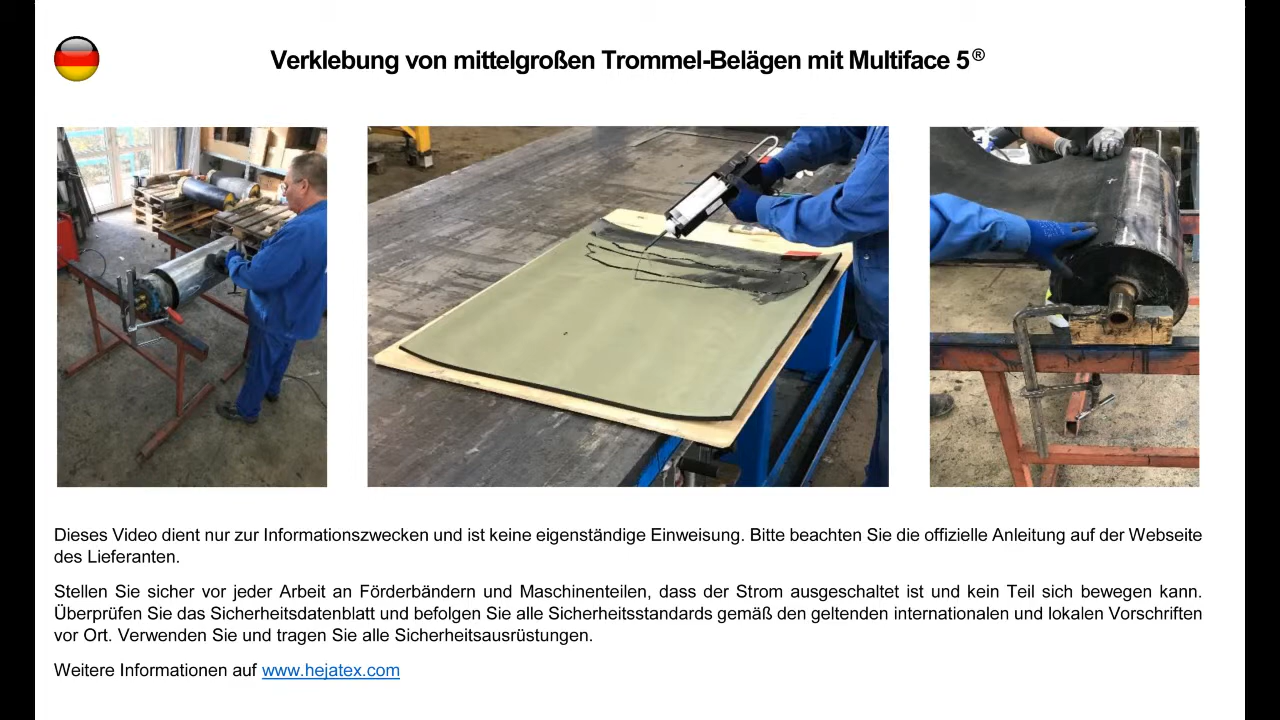 Verklebung von mittelgroßen Trommel-Belägen mit Multiface 5®
Dieses Video dient nur zur Informationszwecken und ist keine eigenständige Einweisung. Bitte beachten Sie die offizielle Anleitung auf der Webseite
des Lieferanten.
Stellen Sie sicher vor jeder Arbeit an Förderbändern und Maschinenteilen, dass der Strom ausgeschaltet ist und kein Teil sich bewegen kann.
Überprüfen Sie das Sicherheitsdatenblatt und befolgen Sie alle Sicherheitsstandards gemäß den geltenden internationalen und lokalen Vorschriften
vor Ort. Verwenden Sie und tragen Sie alle Sicherheitsausrüstungen.
Weitere Informationen auf www.hejatex.com